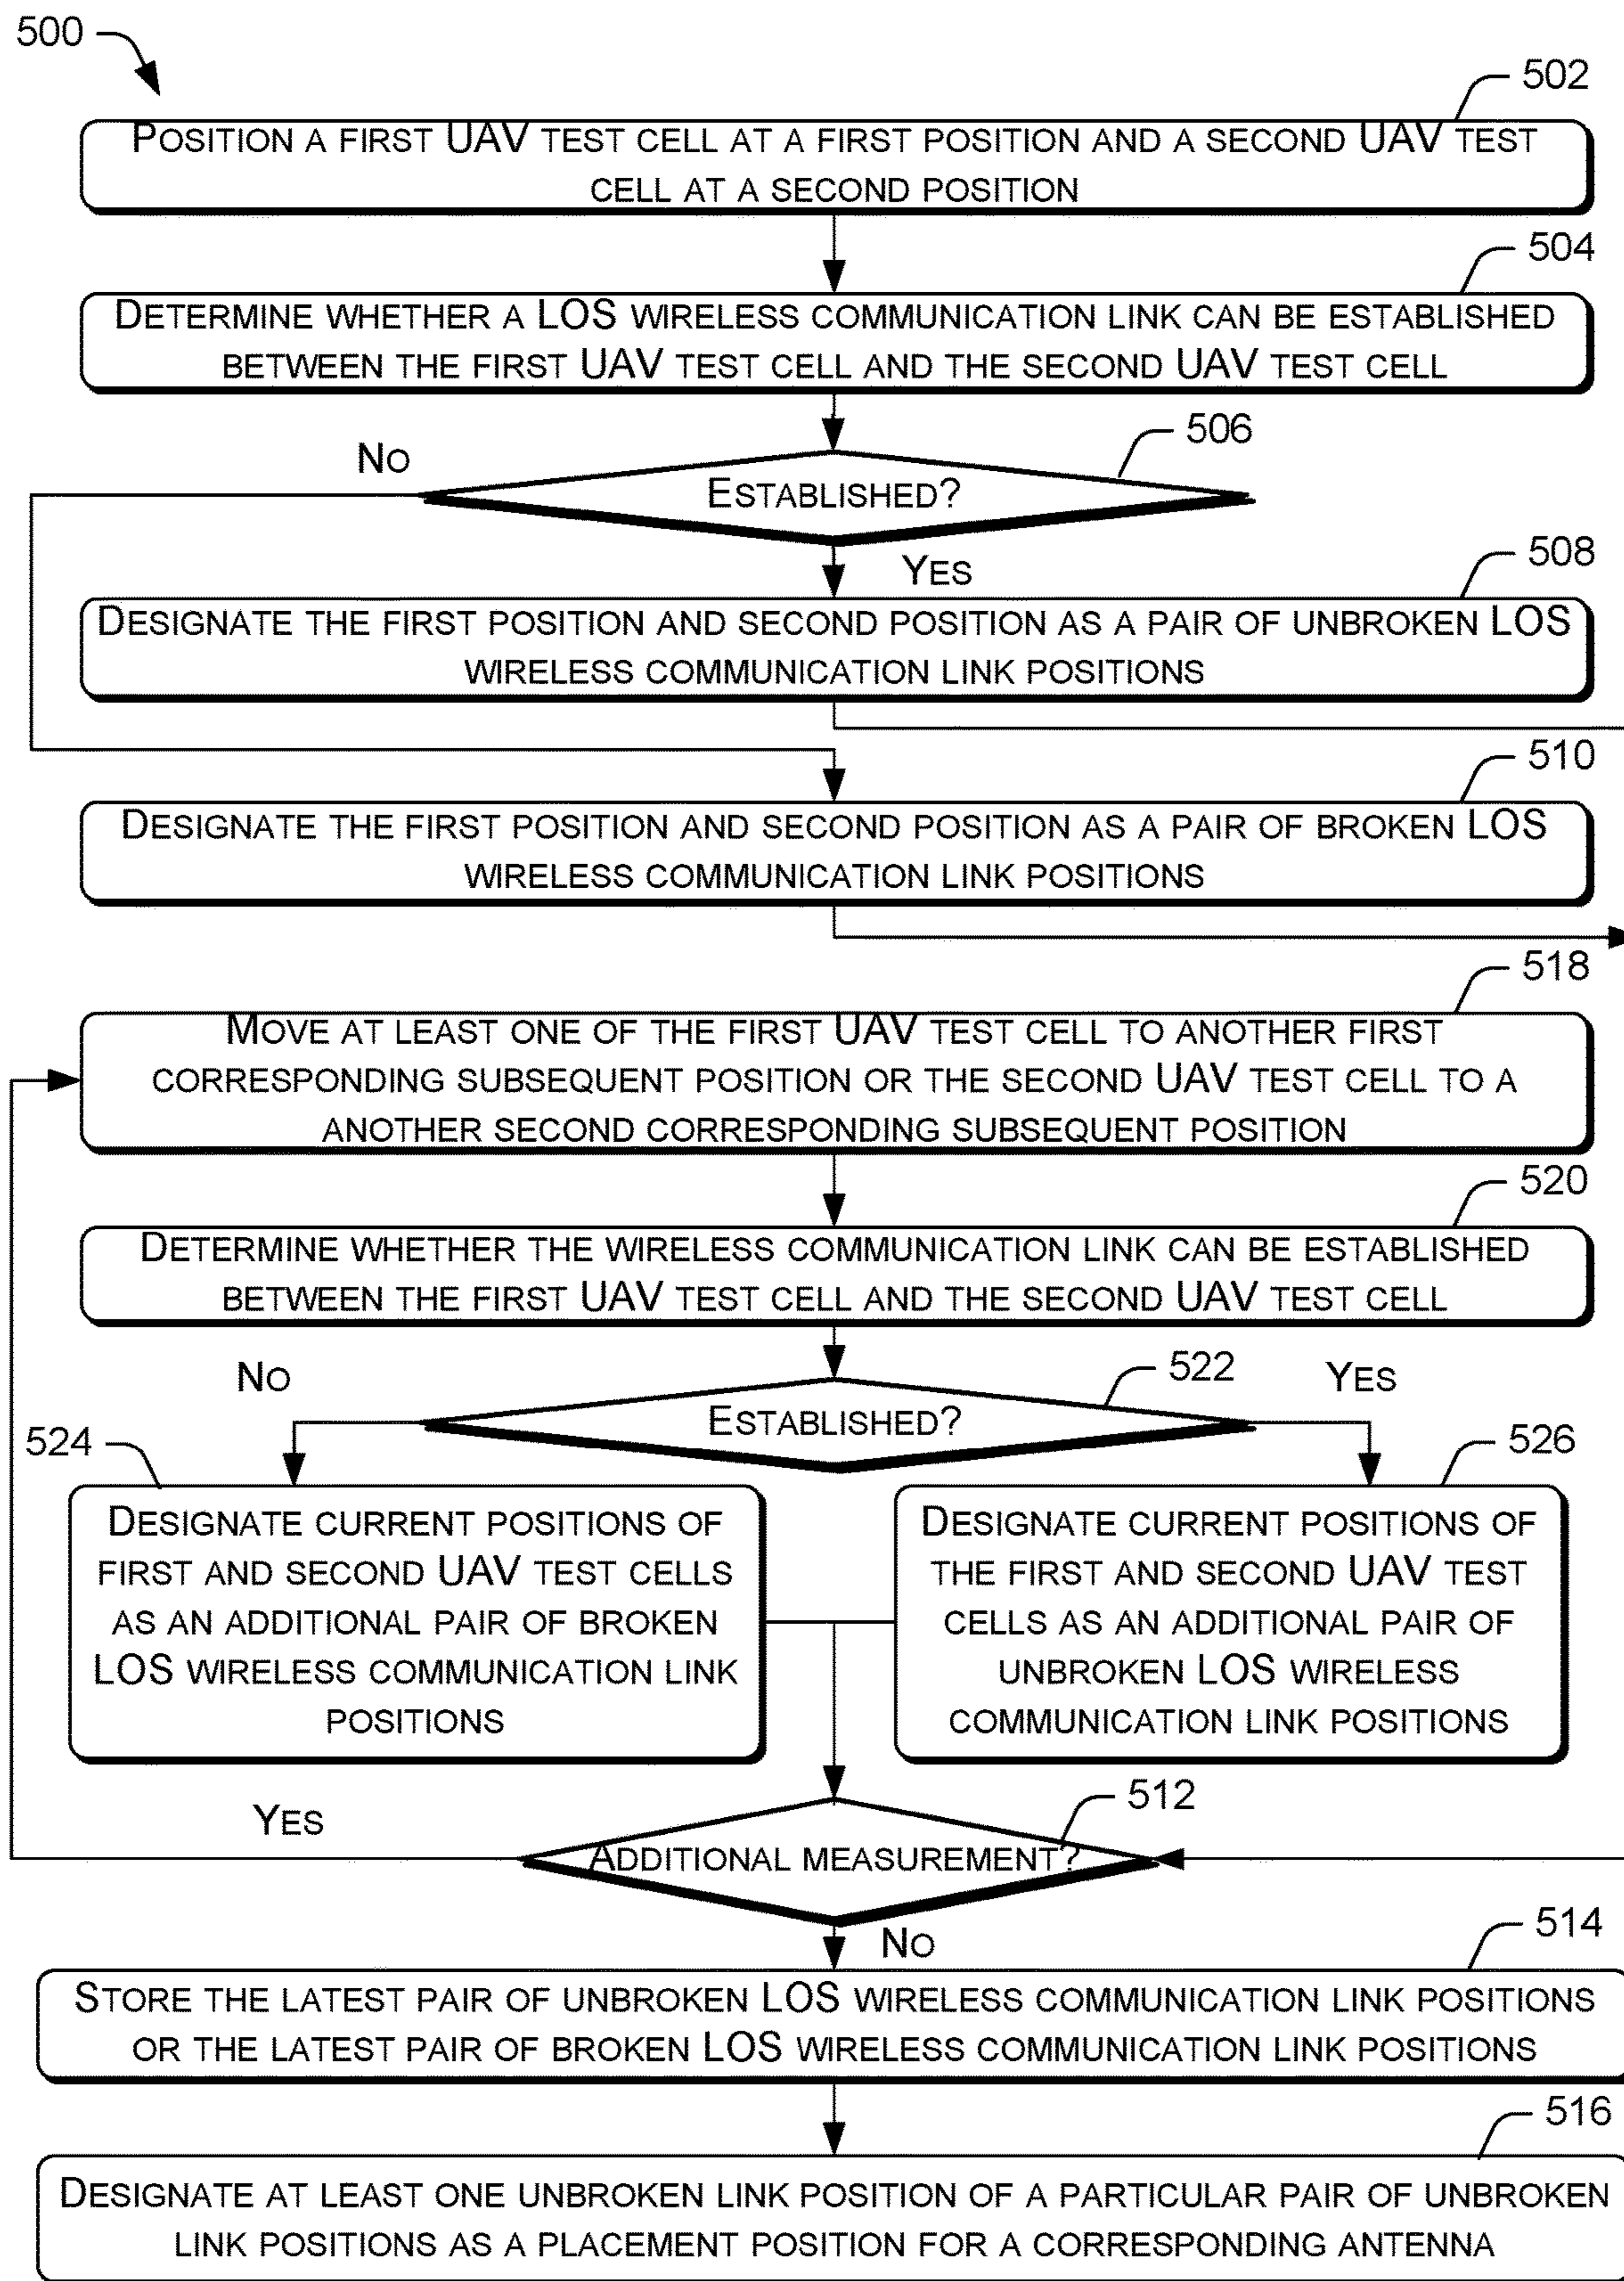 500
502
POSITION A FIRST UAV TEST CELL AT A FIRST POSITION AND A SECOND UAV TEST
CELL AT A SECOND POSITION
504
DETERMINE WHETHER A LOS WIRELESS COMMUNICATION LINK CAN BE ESTABLISHED
BETWEEN THE FIRST UAV TEST CELL AND THE SECOND UAV TEST CELL
506
NO
ESTABLISHED?
YES
508
DESIGNATE THE FIRST POSITION AND SECOND POSITION AS A PAIR OF UNBROKEN LOS
WIRELESS COMMUNICATION LINK POSITIONS
510
DESIGNATE THE FIRST POSITION AND SECOND POSITION AS A PAIR OF BROKEN LOS
WIRELESS COMMUNICATION LINK POSITIONS
518
MOVE AT LEAST ONE OF THE FIRST UAV TEST CELL TO ANOTHER FIRST
CORRESPONDING SUBSEQUENT POSITION OR THE SECOND UAV TEST CELL TO A
ANOTHER SECOND CORRESPONDING SUBSEQUENT POSITION
520
DETERMINE WHETHER THE WIRELESS COMMUNICATION LINK CAN BE ESTABLISHED
BETWEEN THE FIRST UAV TEST CELL AND THE SECOND UAV TEST CELL
522
NO
YES
ESTABLISHED?
524
DESIGNATE CURRENT POSITIONS OF
FIRST AND SECOND UAV TEST CELLS
AS AN ADDITIONAL PAIR OF BROKEN
LOS WIRELESS COMMUNICATION LINK
POSITIONS
526
DESIGNATE CURRENT POSITIONS OF
THE FIRST AND SECOND UAV TEST
CELLS AS AN ADDITIONAL PAIR OF
UNBROKEN LOS WIRELESS
COMMUNICATION LINK POSITIONS
512
YES
ADDITIONAL MEASUREMENT?
NO
514
STORE THE LATEST PAIR OF UNBROKEN LOS WIRELESS COMMUNICATION LINK POSITIONS
OR THE LATEST PAIR OF BROKEN LOS WIRELESS COMMUNICATION LINK POSITIONS
516
DESIGNATE AT LEAST ONE UNBROKEN LINK POSITION OF A PARTICULAR PAIR OF UNBROKEN
LINK POSITIONS AS A PLACEMENT POSITION FOR A CORRESPONDING ANTENNA